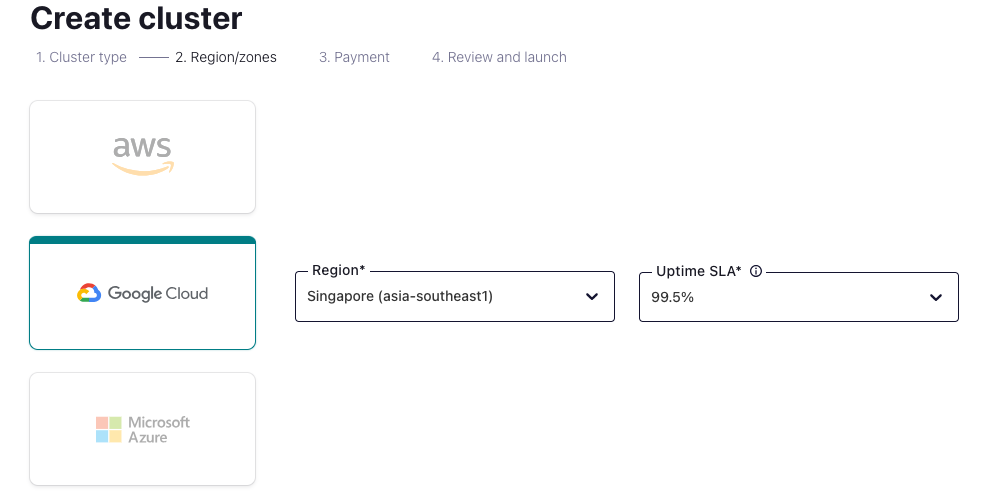 Create cluster
1. Cluster type
2. Region/zones
3. Payment
4. Review and launch
aws
Google Cloud
Region*
Singapore (asia-southeast1)
Uptime SLA*
99.5%
Microsoft
Azure